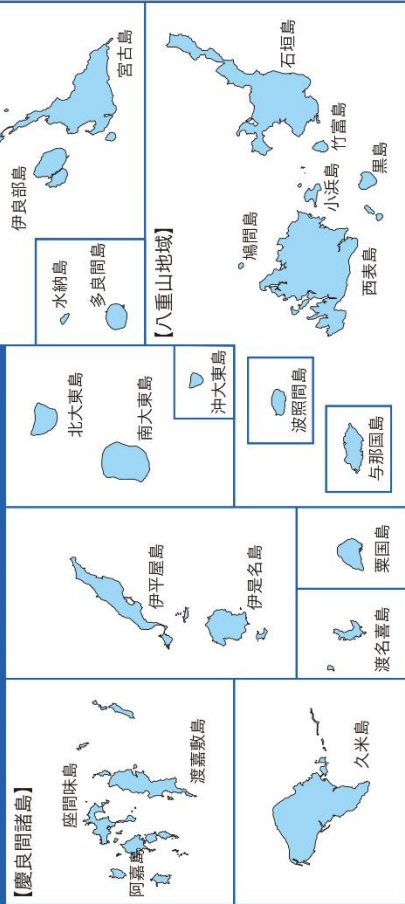 【慶良間諸島】
座間味島
阿嘉島
渡嘉敷島
久米島
伊平屋島
伊是名島
渡名喜島
粟国島
北大東島
南大東島
沖大東島
波照間島
与那国島
宮古島
伊良部島
水納島
多良間島
【八重山地域】
石垣島
竹富島
小浜島
黒島
鳩間島
西表島